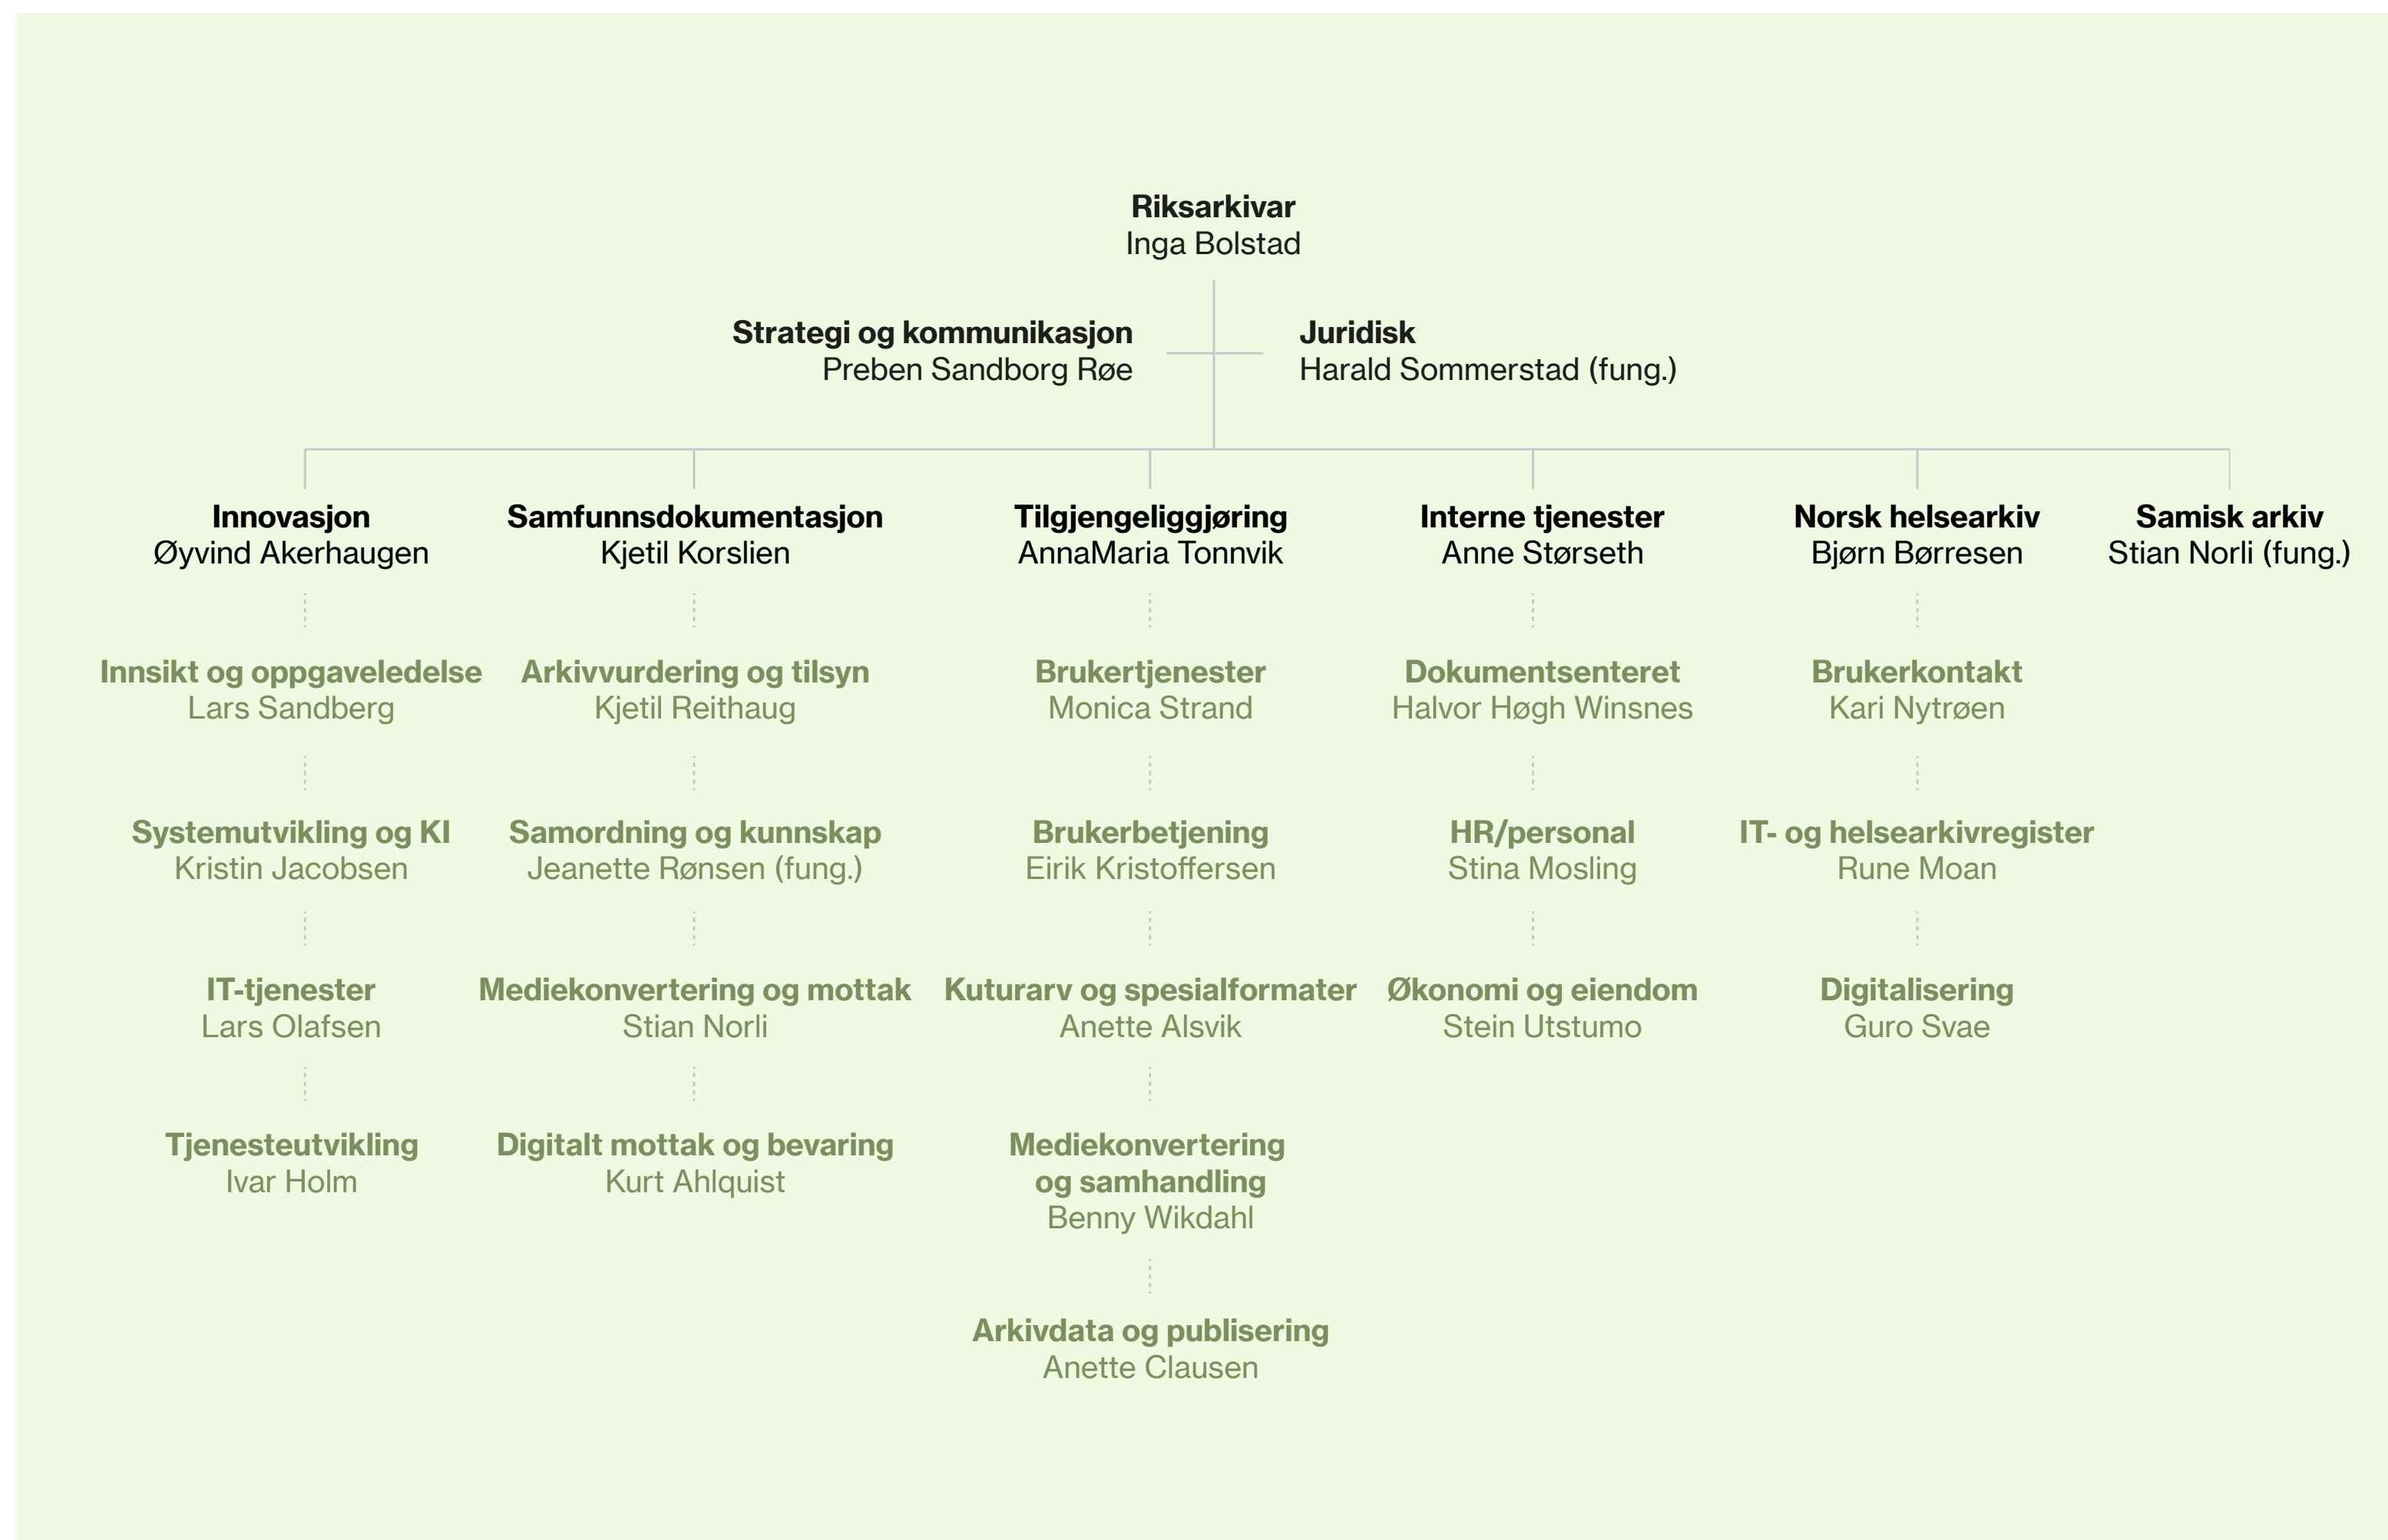 Riksarkivar
Inga Bolstad
Strategi og kommunikasjon
Preben Sandborg Røe
Juridisk
Harald Sommerstad (fung.)
Innovasjon
Øyvind Akerhaugen
Innsikt og oppgaveledelse
Lars Sandberg
Systemutvikling og KI
Kristin Jacobsen
IT-tjenester
Lars Olafsen
Tjenesteutvikling
Ivar Holm
Samfunnsdokumentasjon
Kjetil Korslien
Arkivvurdering og tilsyn
Kjetil Reithaug
Samordning og kunnskap
Jeanette Rønsen (fung.)
Mediekonvertering og mottak
Stian Norli
Digitalt mottak og bevaring
Kurt Ahlquist
Tilgjengeliggjøring
AnnaMaria Tonnvik
Brukertjenester
Monica Strand
Brukerbetjening
Eirik Kristoffersen
Kuturarv og spesialformater
Anette Alsvik
Mediekonvertering
og samhandling
Benny Wikdahl
Arkivdata og publisering
Anette Clausen
Interne tjenester
Anne Størseth
Dokumentsenteret
Halvor Høgh Winsnes
HR/personal
Stina Mosling
Økonomi og eiendom
Stein Utstumo
Norsk helsearkiv
Bjørn Børresen
Brukerkontakt
Kari Nytrøen
IT- og helsearkivregister
Rune Moan
Digitalisering
Guro Svae
Samisk arkiv
Stian Norli (fung.)